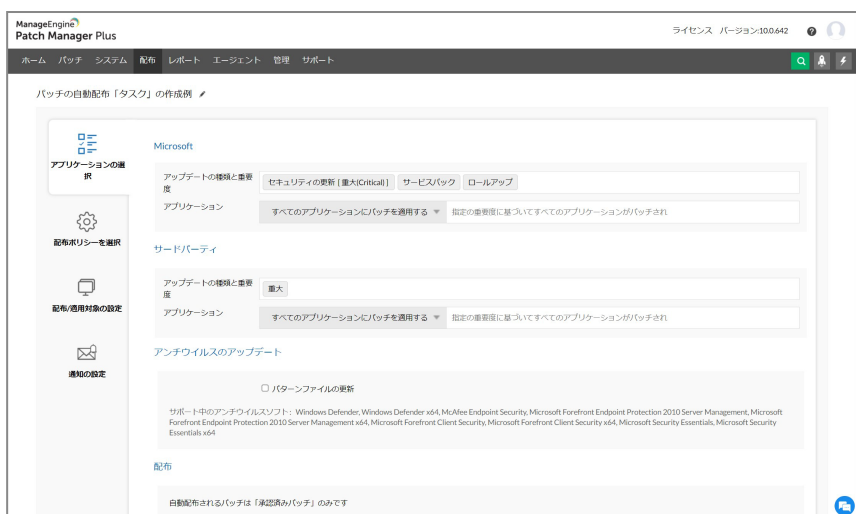 ManageEngine
Patch Manager Plus
ライセンス バージョン:10.0.642
ホーム パッチ システム 配布 レポート エージェント 管理 サポート
パッチの自動配布「タスク」の作成例
アプリケーションの選
択
配布ポリシーを選択
配布/適用対象の設定
通知の設定
Microsoft
アップデートの種類と重要
度
セキュリティの更新 [ 重大(Critical) ] サービスパック ロールアップ
アプリケーション
すべてのアプリケーションにパッチを適用する 指定の重要度に基づいてすべてのアプリケーションがパッチされ
サードパーティ
アップデートの種類と重要
度
重大
アプリケーション
すべてのアプリケーションにパッチを適用する 指定の重要度に基づいてすべてのアプリケーションがパッチされ
アンチウイルスのアップデート
パターンファイルの更新
サポート中のアンチウイルスソフト: Windows Defender, Windows Defender x64, McAfee Endpoint Security, Microsoft Forefront Endpoint Protection 2010 Server Management, Microsoft
Forefront Endpoint Protection 2010 Server Management x64, Microsoft Forefront Client Security, Microsoft Forefront Client Security x64, Microsoft Security Essentials, Microsoft Security
Essentials x64
配布
自動配布されるパッチは「承認済みパッチ」のみです